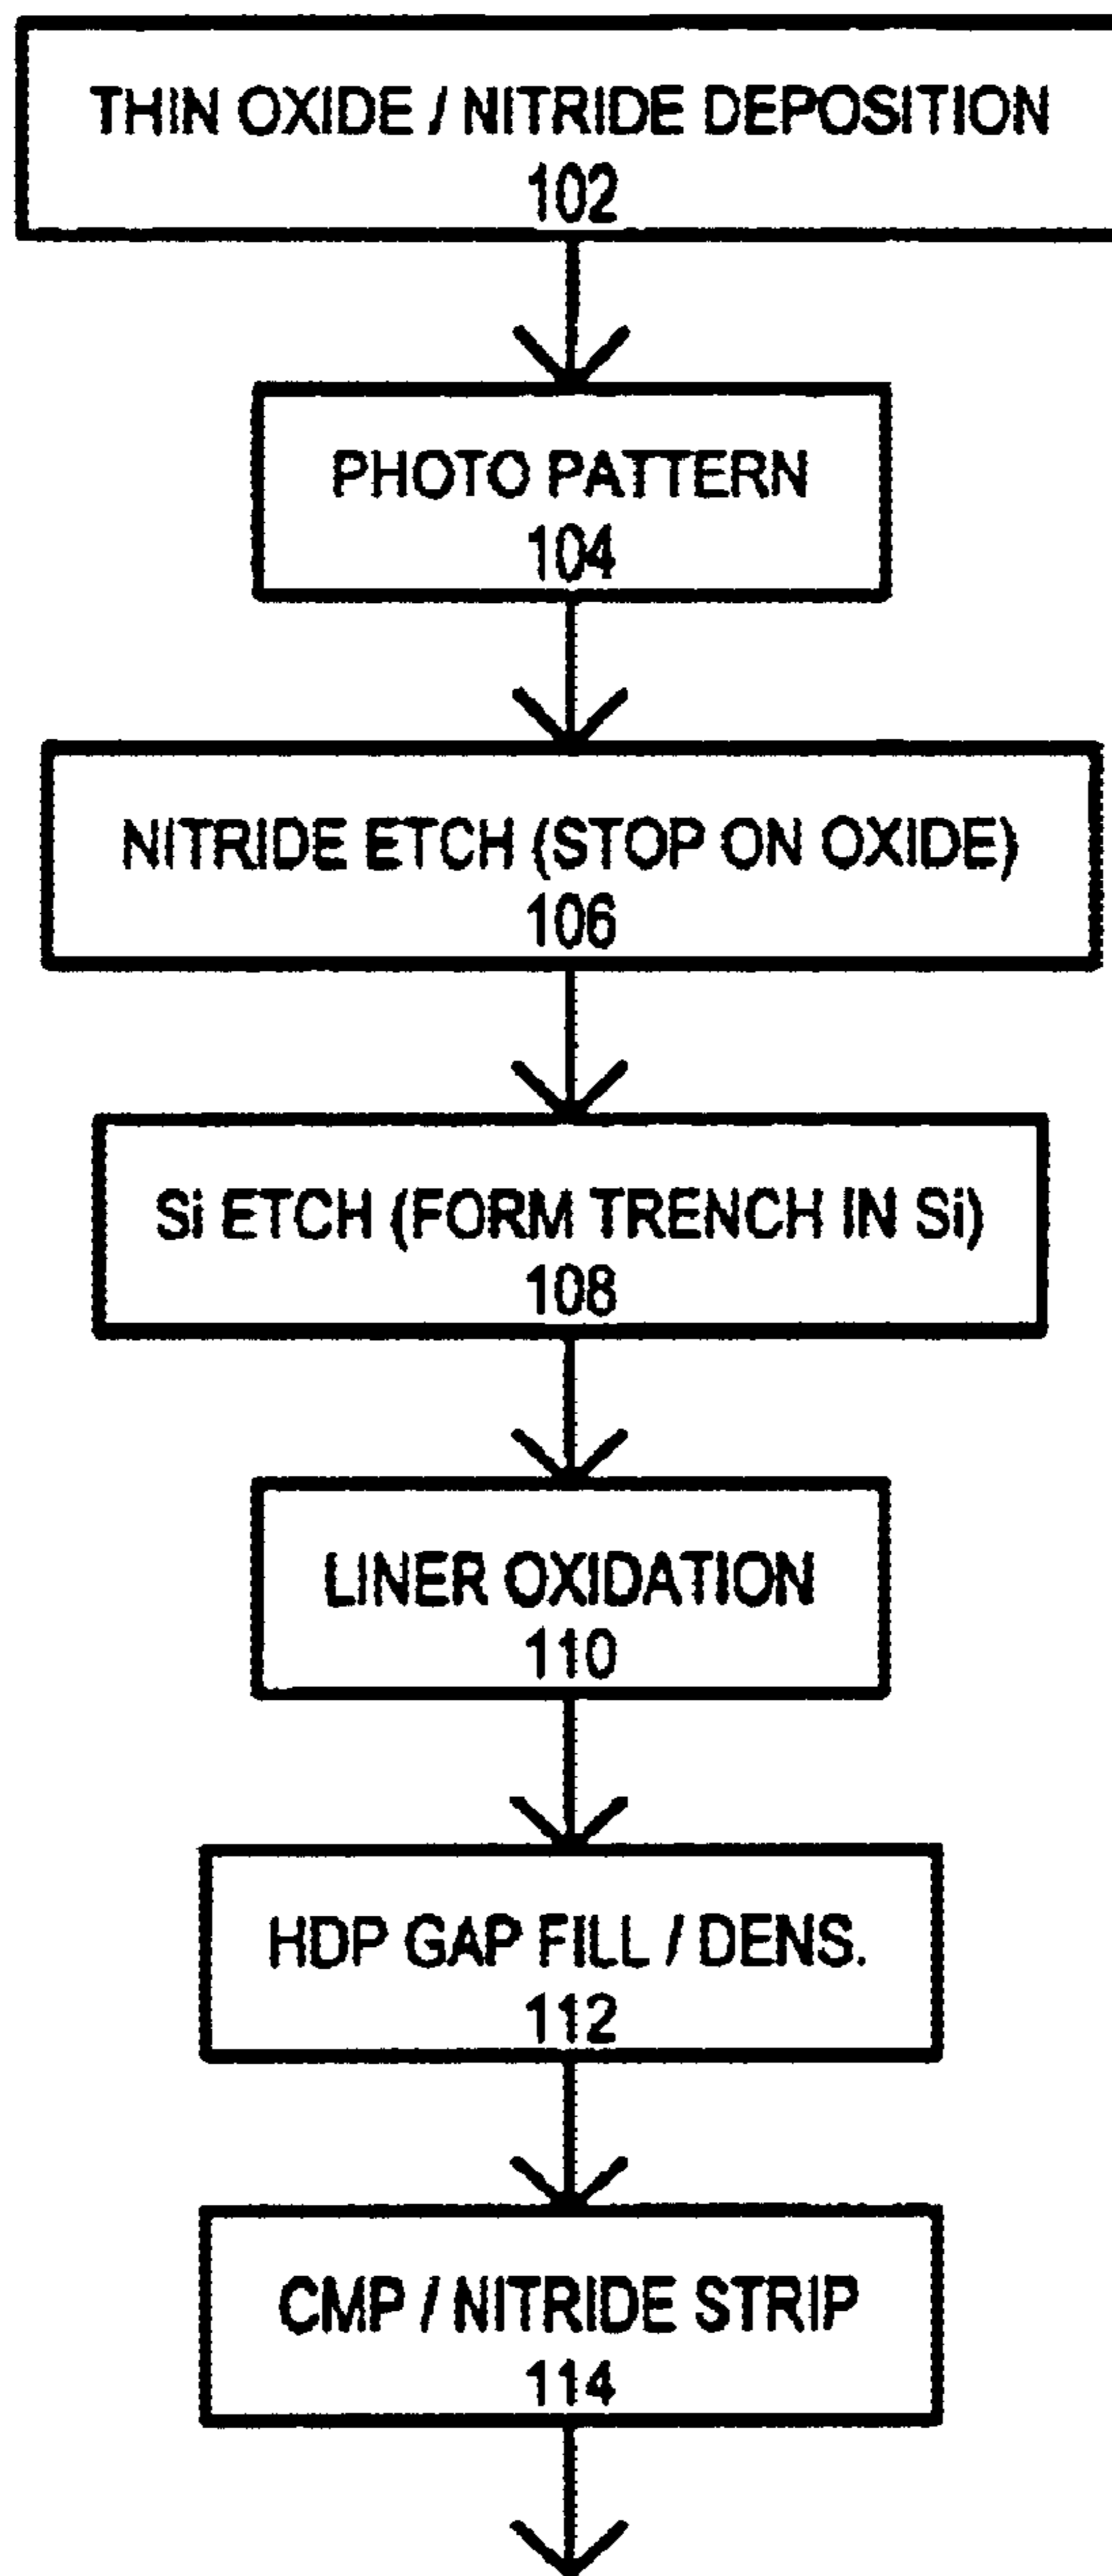 THIN OXIDE / NITRIDE DEPOSITION
102
PHOTO PATTERN
104
NITRIDE ETCH (STOP ON OXIDE)
106
Si ETCH (FORM TRENCH IN Si)
108
LINER OXIDATION
110
HDP GAP FILL / DENS.
112
CMP / NITRIDE STRIP
114